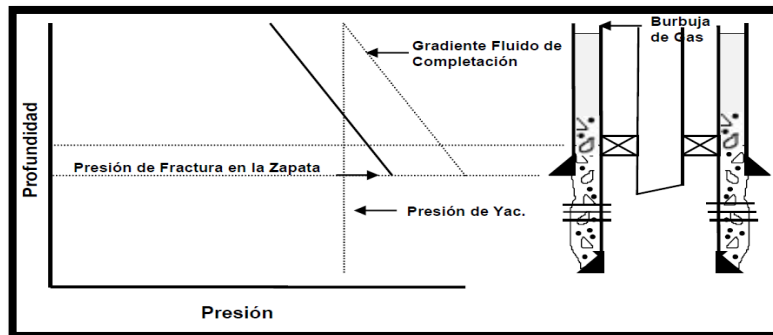 Burbuja
de Gas
Gradiente Fluido de
Completación
Profundidad
Presión de Fractura en la Zapata
Presión de Yac.
Presión